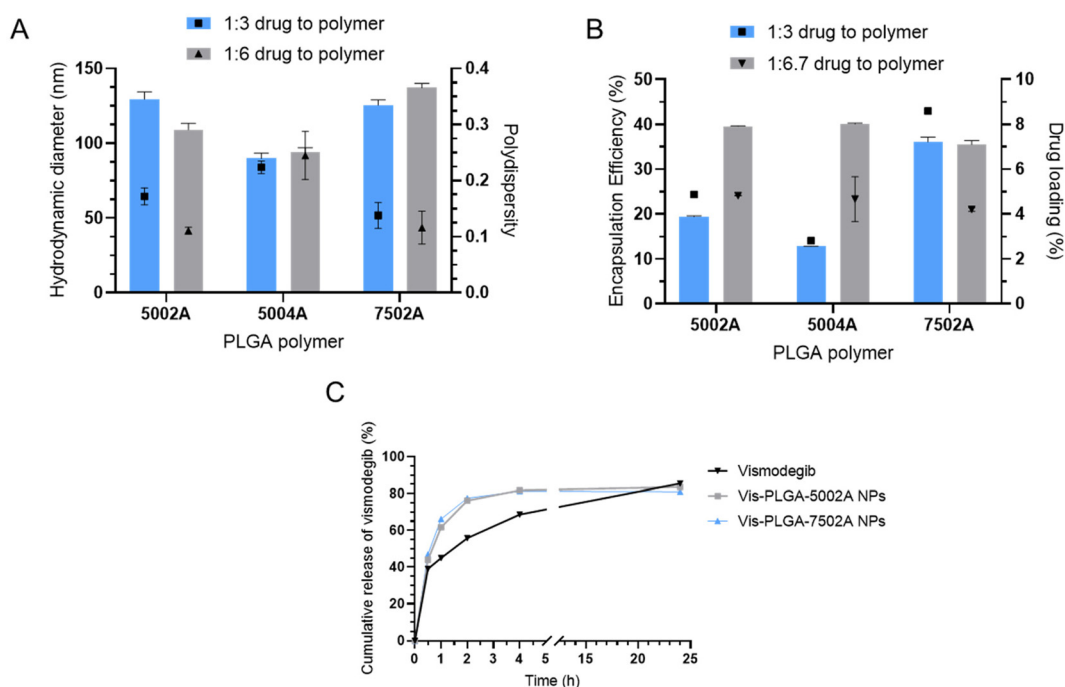 A
1:3 drug to polymer
1:6 drug to polymer
Hydrodynamic diameter (nm)
150
100
50
0
0.4
0.3
0.2
0.1
0.0
Polydispersity
5002A 5004A 7502A
PLGA polymer
B
1:3 drug to polymer
1:6.7 drug to polymer
Encapsulation Efficiency (%)
50
40
30
20
10
0
10
8
6
4
2
0
Drug loading (%)
5002A 5004A 7502A
PLGA polymer
C
Cumulative release of vismodegib (%)
100
80
60
40
20
0
0 1 2 3 4 5 15 20 25
Time (h)
Vismodegib
Vis-PLGA-5002A NPs
Vis-PLGA-7502A NPs